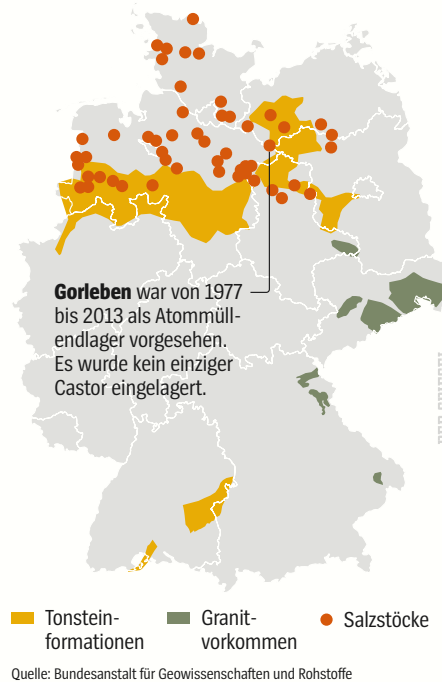 Gorleben war von 1977
bis 2013 als Atommüll-
endlager vorgesehen.
Es wurde kein einziger
Castor eingelagert.
Tonstein-
formationen
Granit-
vorkommen
Salzstöcke
Quelle: Bundesanstalt für Geowissenschaften und Rohstoffe